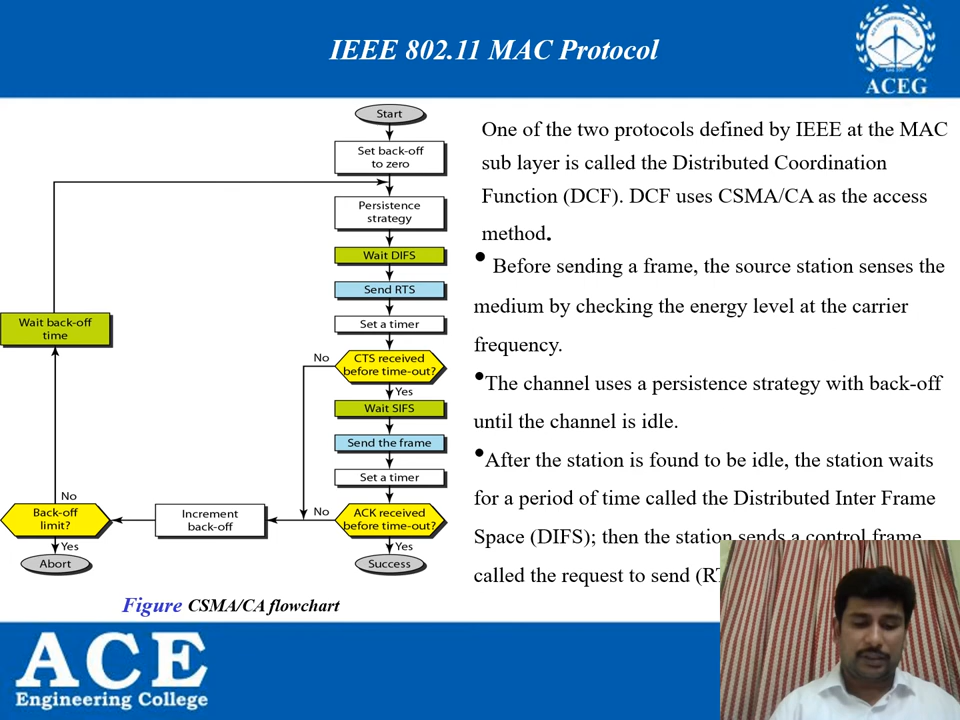 IEEE 802.11 MAC Protocol
ACE ENGINEERING COLLEGE
ACEG
Start
Set back-off
to zero
Persistence
strategy
Wait DIFS
Send RTS
Set a timer
CTS received
before time-out?
No
Yes
Wait SIFS
Send the frame
Set a timer
ACK received
before time-out?
No
Yes
Success
Increment
back-off
Back-off
limit?
No
Yes
Abort
Wait back-off
time
Figure CSMA/CA flowchart
One of the two protocols defined by IEEE at the MAC
sub layer is called the Distributed Coordination
Function (DCF). DCF uses CSMA/CA as the access
method.
• Before sending a frame, the source station senses the
medium by checking the energy level at the carrier
frequency.
•The channel uses a persistence strategy with back-off
until the channel is idle.
•After the station is found to be idle, the station waits
for a period of time called the Distributed Inter Frame
Space (DIFS); then the station sends a control frame
called the request to send
ACE
Engineering College